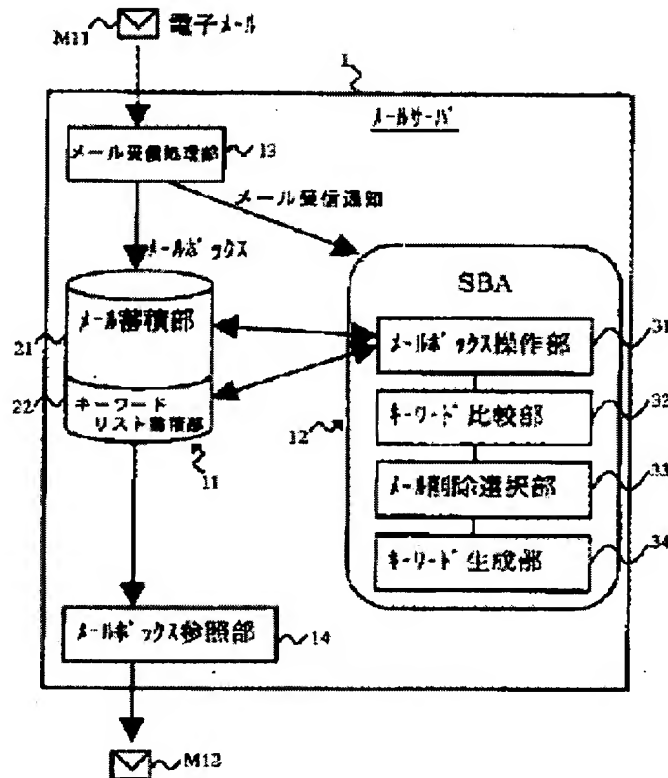 M11 電子メール
1
メールサーバ
メール受信処理部 13
メール受信通知
メールボックス
SBA
21 メール蓄積部
メールボックス操作部 31
22 キーワード
リスト蓄積部
11
12
キーワード比較部 32
メール削除選択部 33
キーワード生成部 34
メールボックス参照部 14
M12